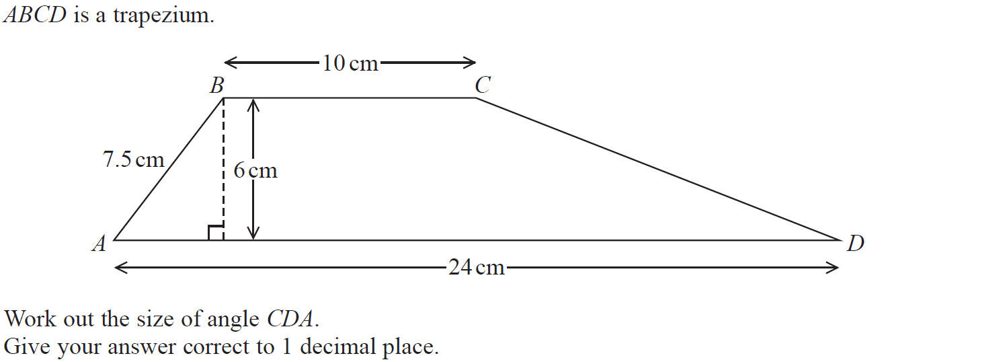 ABCD is a trapezium.
10 cm
B
C
7.5 cm
6 cm
A
D
24 cm
Work out the size of angle CDA.
Give your answer correct to 1 decimal place.